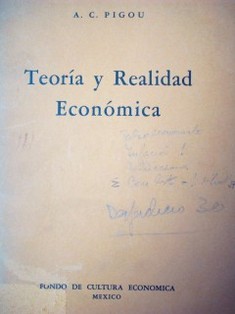 A. C. PIGOU
Teoría y Realidad
Económica
FONDO DE CULTURA ECONOMICA
MEXICO